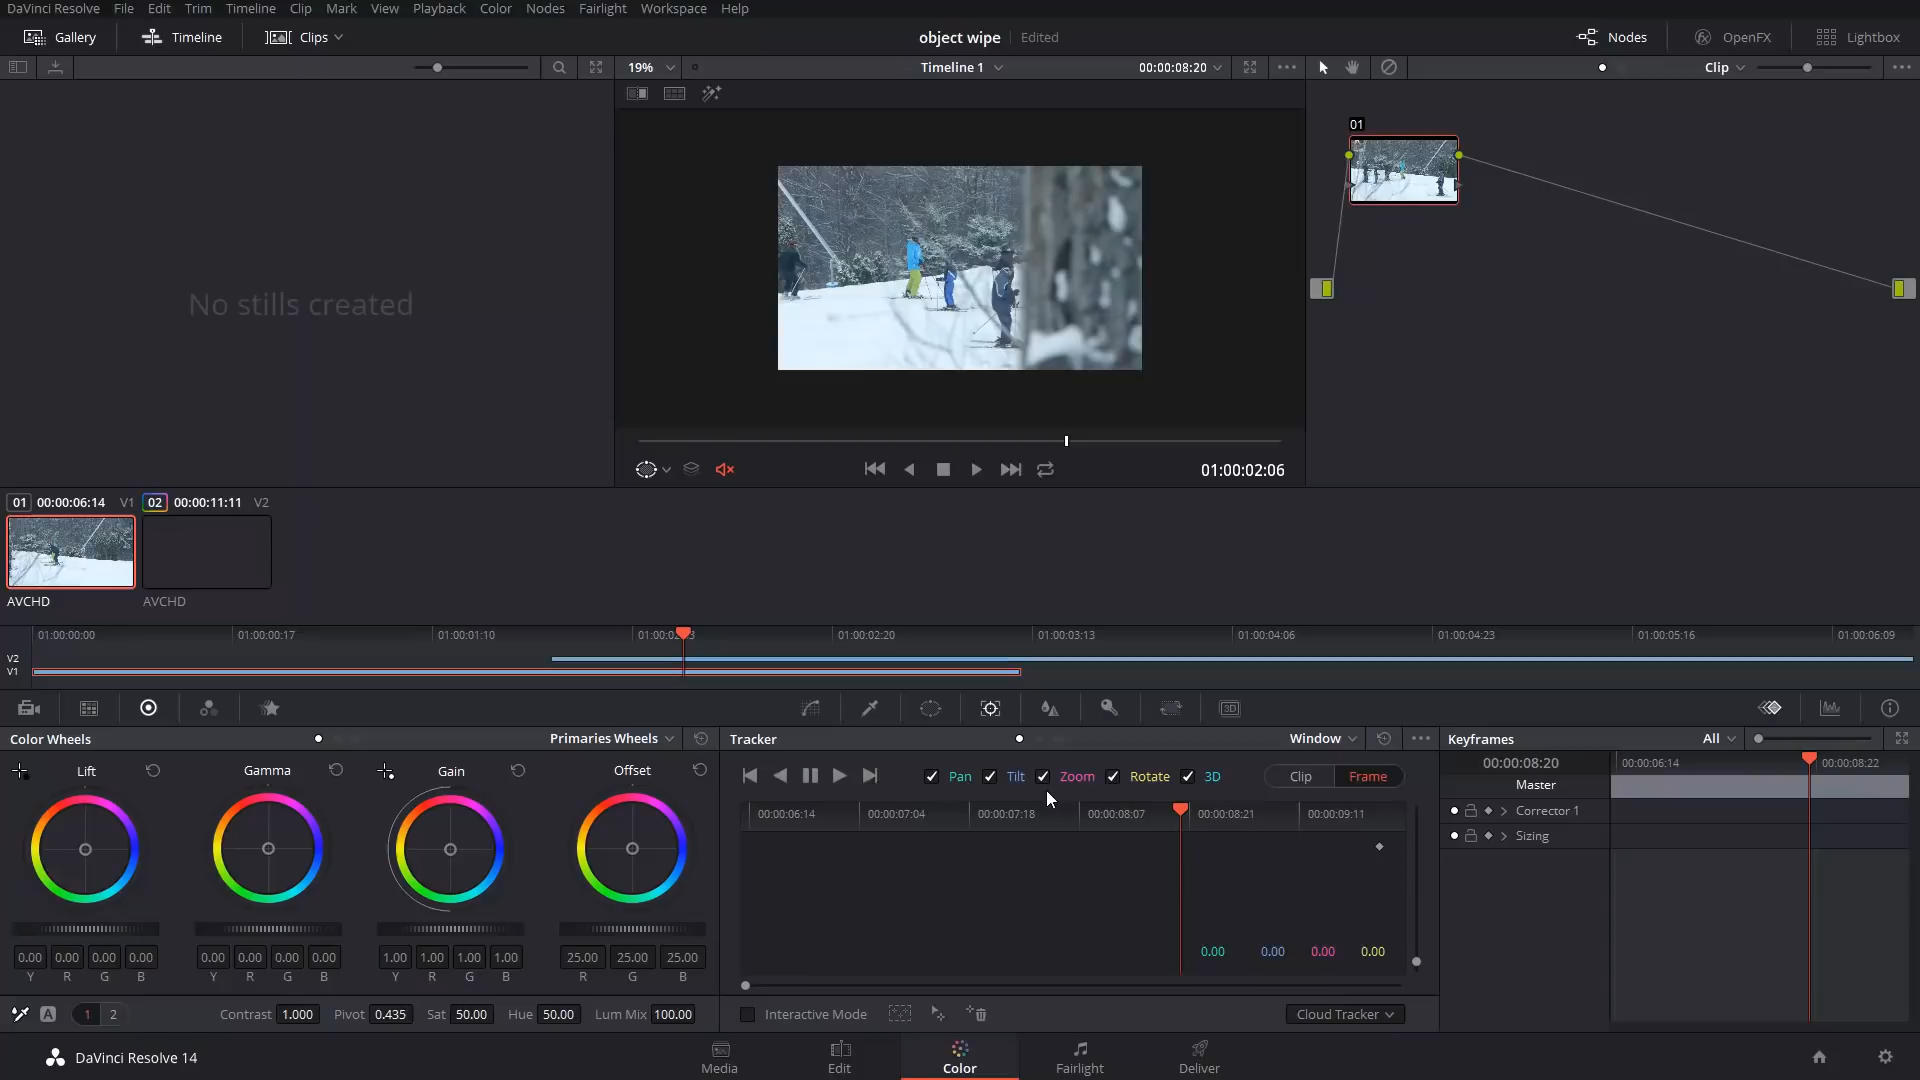 DaVinci Resolve File Edit Trim Timeline Clip Mark View Playback Color Nodes Fairlight Workspace Help
Gallery Timeline Clips object wipe Edited Nodes OpenFX Lightbox
19% Timeline 1 00:00:08:20 Clip
01
No stills created
01:00:02:06
01 00:00:06:14 V1 02 00:00:11:11 V2
AVCHD AVCHD
01:00:00:00 01:00:00:17 01:00:01:10 01:00:02:03 01:00:02:20 01:00:03:13 01:00:04:06 01:00:04:23 01:00:05:16 01:00:06:09
V2
V1
3D
Color Wheels Primaries Wheels Tracker Window Keyframes All
Lift Gamma Gain Offset Pan Tilt Zoom Rotate 3D Clip Frame 00:00:08:20 00:00:06:14 00:00:08:22
Master
00:00:06:14 00:00:07:04 00:00:07:18 00:00:08:07 00:00:08:21 00:00:09:11 Corrector 1
Sizing
0.00 0.00 0.00 0.00
0.00 0.00 0.00 0.00 0.00 0.00 0.00 0.00 1.00 1.00 1.00 1.00 25.00 25.00 25.00
Y R G B Y R G B Y R G B R G B
A 1 2 Contrast 1.000 Pivot 0.435 Sat 50.00 Hue 50.00 Lum Mix 100.00 Interactive Mode Cloud Tracker
DaVinci Resolve 14 Media Edit Color Fairlight Deliver